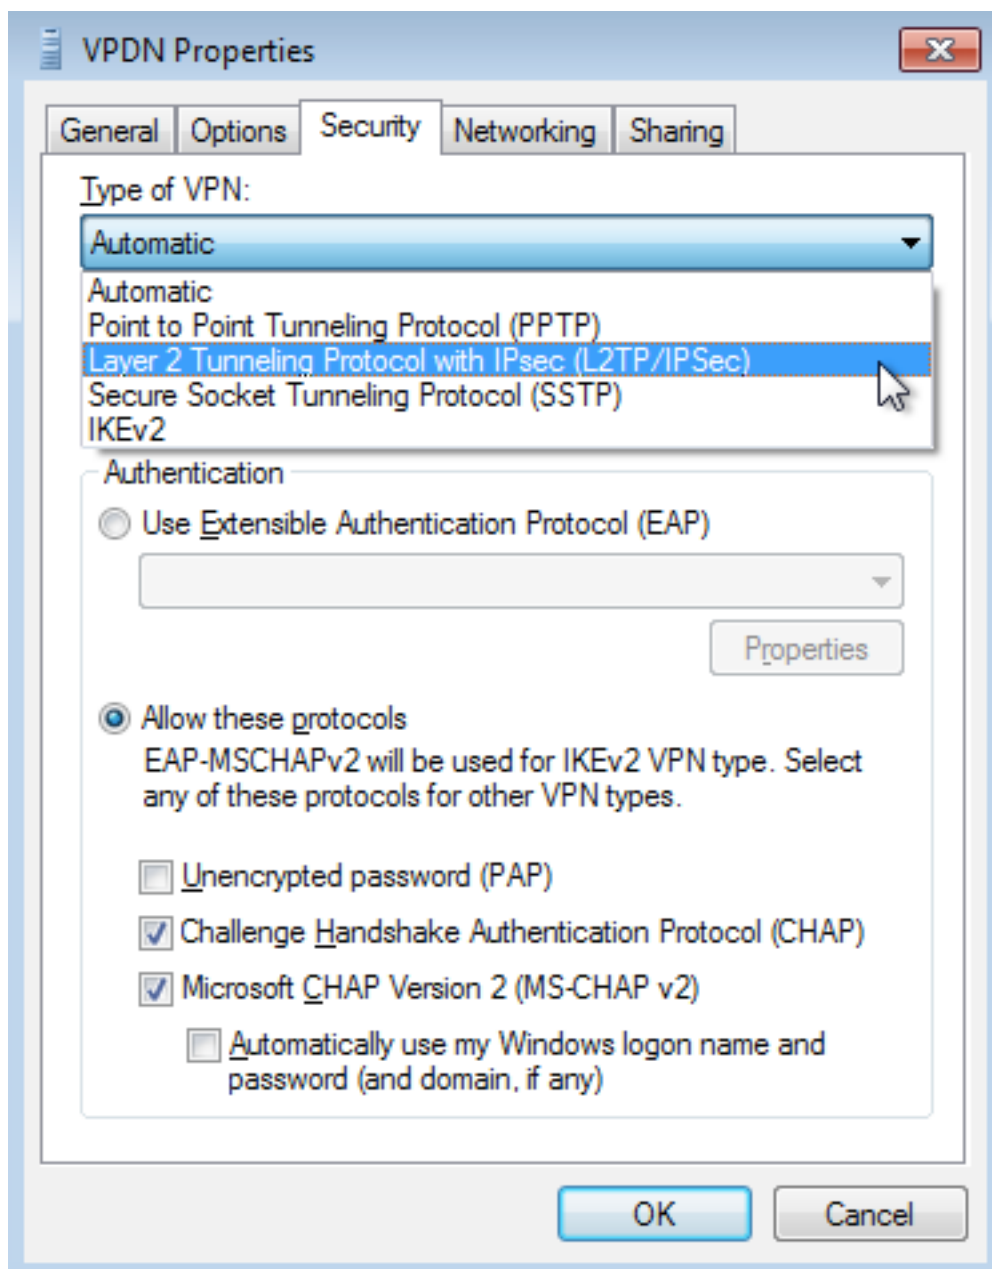 VPDN Properties
General Options Security Networking Sharing
Type of VPN:
Automatic
Automatic
Point to Point Tunneling Protocol (PPTP)
Layer 2 Tunneling Protocol with IPsec (L2TP/IPSec)
Secure Socket Tunneling Protocol (SSTP)
IKEv2
Authentication
Use Extensible Authentication Protocol (EAP)
Properties
Allow these protocols
EAP-MSCHAPv2 will be used for IKEv2 VPN type. Select
any of these protocols for other VPN types.
Unencrypted password (PAP)
Challenge Handshake Authentication Protocol (CHAP)
Microsoft CHAP Version 2 (MS-CHAP v2)
Automatically use my Windows logon name and
password (and domain, if any)
OK Cancel